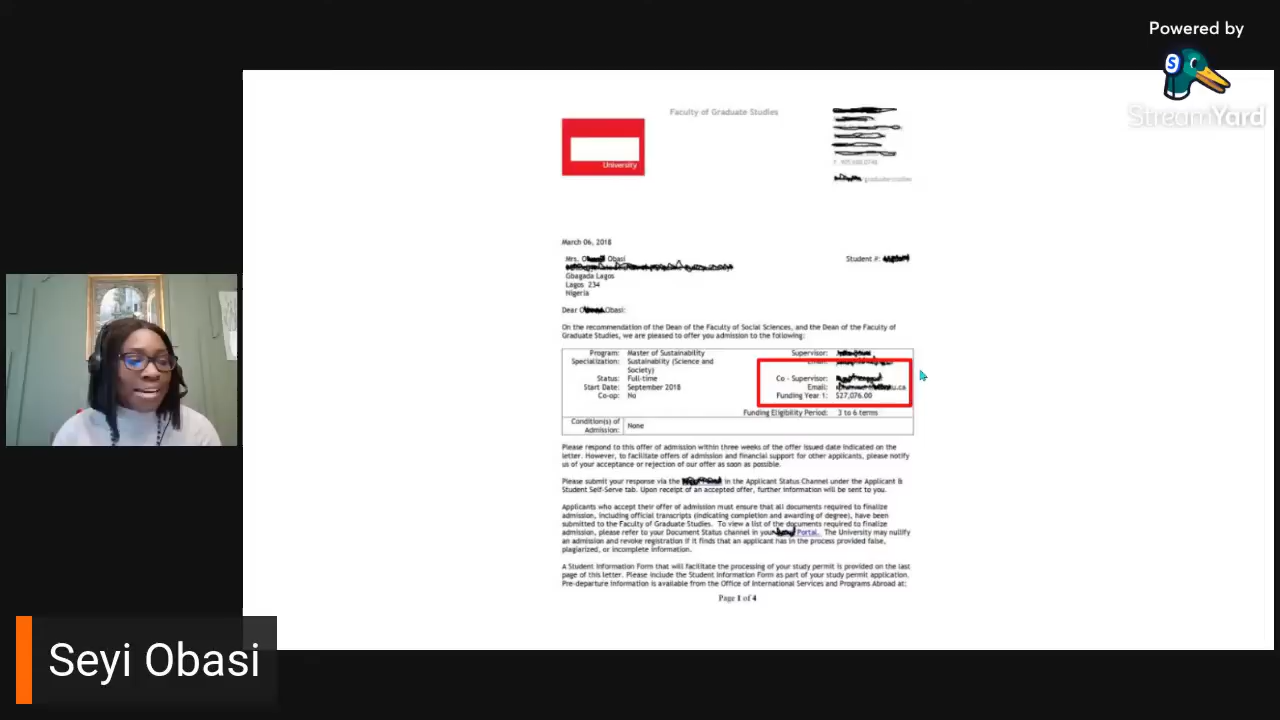 Powered by
StreamYard
Faculty of Graduate Studies
University
graduate-studies
March 06, 2018
Mrs. Obasi
Student #:
Gbagada Lagos
Lagos 234
Nigeria
Dear Obasi:
On the recommendation of the Dean of the Faculty of Social Sciences, and the Dean of the Faculty of
Graduate Studies, we are pleased to offer you admission to the following:
Program: Master of Sustainability Supervisor:
Specialization: Sustainability (Science and Email:
Society)
Status: Full-time Co - Supervisor:
Start Date: September 2018 Email: u.ca
Co-op: No Funding Year 1: $27,076.00
Funding Eligibility Period: 3 to 6 terms
Condition(s) of
Admission: None
Please respond to this offer of admission within three weeks of the offer issued date indicated on the
letter. However, to facilitate offers of admission and financial support for other applicants, please notify
us of your acceptance or rejection of our offer as soon as possible.
Please submit your response via the in the Applicant Status Channel under the Applicant &
Student Self-Serve tab. Upon receipt of an accepted offer, further information will be sent to you.
Applicants who accept their offer of admission must ensure that all documents required to finalize
admission, including official transcripts (indicating completion and awarding of degree), have been
submitted to the Faculty of Graduate Studies. To view a list of the documents required to finalize
admission, please refer to your Document Status channel in your Portal. The University may nullify
an admission and revoke registration if it finds that an applicant has in the process provided false,
plagiarized, or incomplete information.
A Student Information Form that will facilitate the processing of your study permit is provided on the last
page of this letter. Please include the Student Information Form as part of your study permit application.
Pre-departure information is available from the Office of International Services and Programs Abroad at:
Page 1 of 4
Seyi Obasi